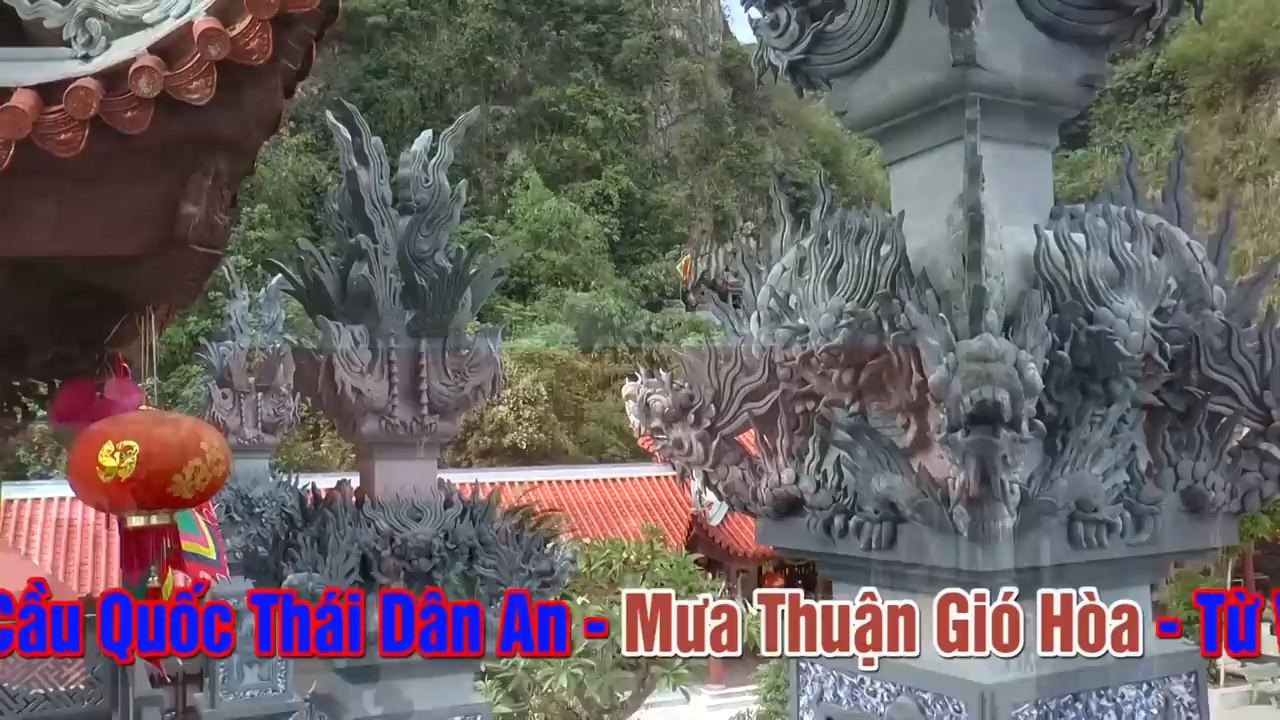 Cầu Quốc Thái Dân An - Mưa Thuận Gió Hòa - Từ